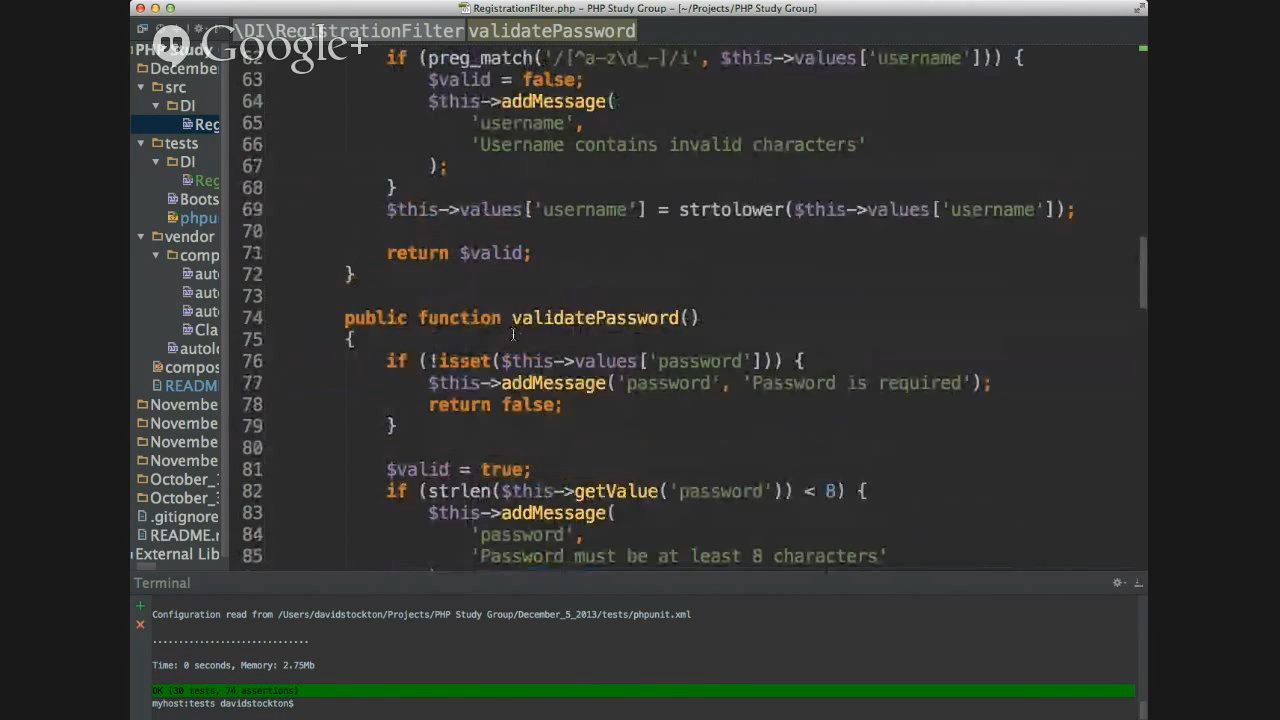 RegistrationFilter.php - PHP Study Group - [~/Projects/PHP Study Group]
\DI\RegistrationFilter validatePassword
Google+
PHP Study
Decembe
src
DI
Reg
tests
DI
Reg
Boots
phpu
vendor
comp
auto
auto
auto
Cla
autolo
compos
README
Novembe
Novembe
Novembe
Novembe
October_
October_3
.gitignore
README.m
External Lib
62 if (preg_match('/[^a-z\d_-]/i', $this->values['username'])) {
63 $valid = false;
64 $this->addMessage(
65 'username',
66 'Username contains invalid characters'
67 );
68 }
69 $this->values['username'] = strtolower($this->values['username']);
70
71 return $valid;
72 }
73
74 public function validatePassword()
75 {
76 if (!isset($this->values['password'])) {
77 $this->addMessage('password', 'Password is required');
78 return false;
79 }
80
81 $valid = true;
82 if (strlen($this->getValue('password')) < 8) {
83 $this->addMessage(
84 'password',
85 'Password must be at least 8 characters'
Terminal
Configuration read from /Users/davidstockton/Projects/PHP Study Group/December_5_2013/tests/phpunit.xml
..............................
Time: 0 seconds, Memory: 2.75Mb
OK (30 tests, 74 assertions)
myhost:tests davidstockton$